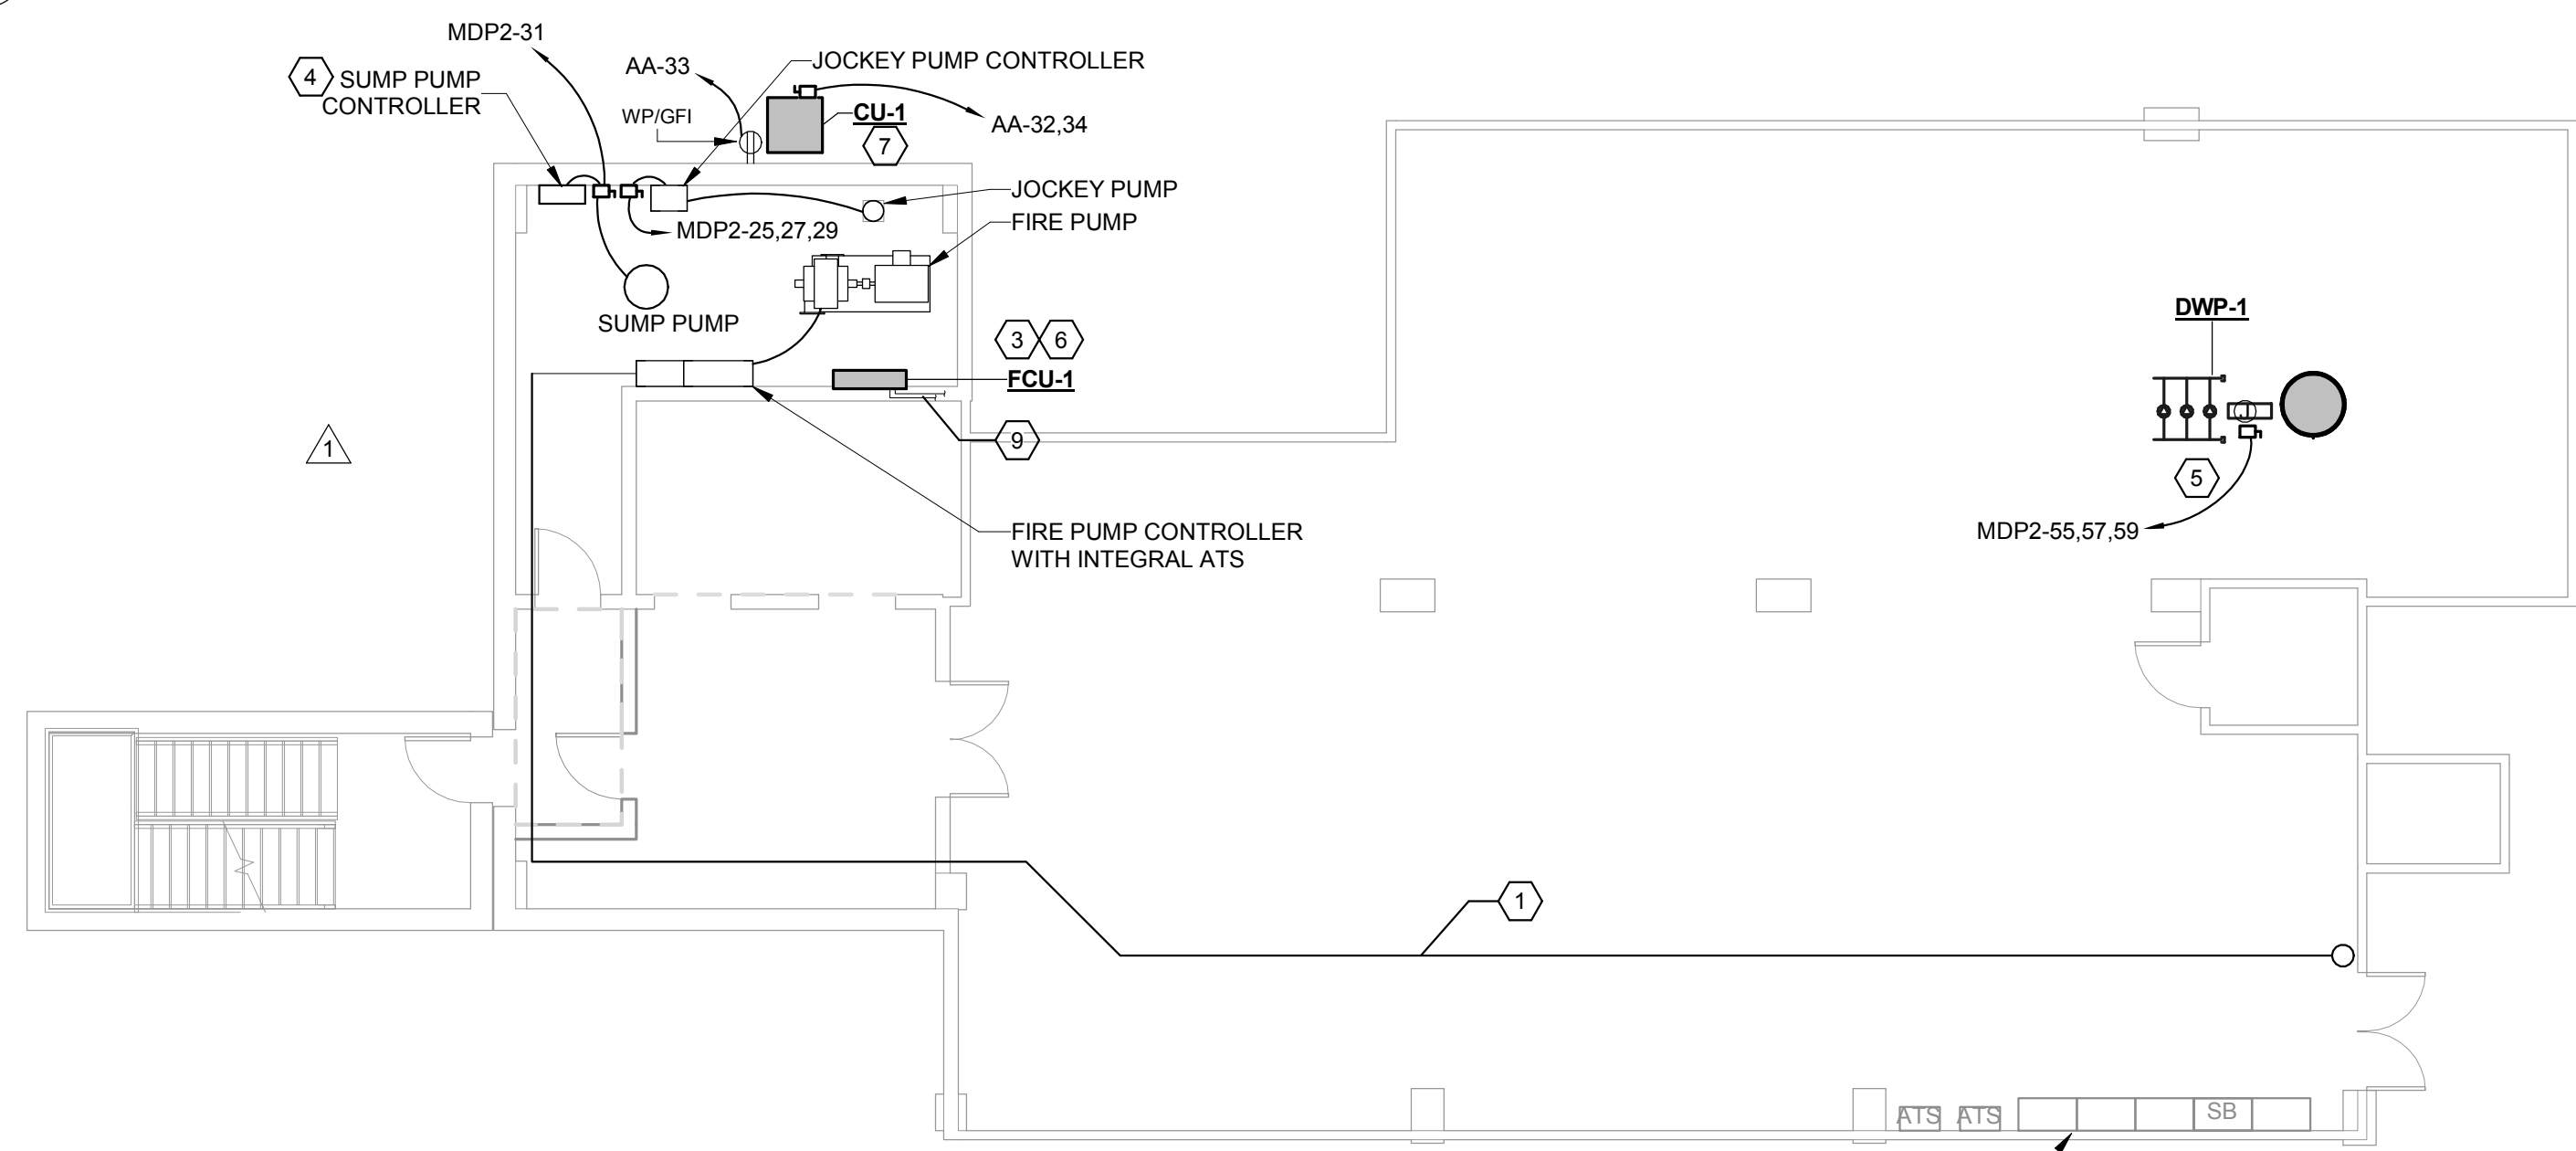 MDP2-31
4
SUMP PUMP
CONTROLLER
AA-33
JOCKEY PUMP CONTROLLER
WP/GFI
CU-1
7
AA-32,34
JOCKEY PUMP
FIRE PUMP
MDP2-25,27,29
SUMP PUMP
3
6
FCU-1
9
1
FIRE PUMP CONTROLLER
WITH INTEGRAL ATS
DWP-1
5
MDP2-55,57,59
1
ATS
ATS
SB